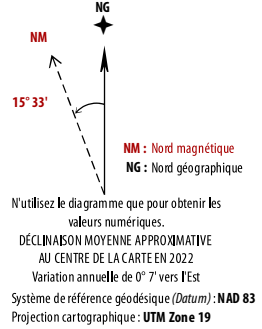 NG
NM
15° 33'
NM : Nord magnétique
NG : Nord géographique
N'utilisez le diagramme que pour obtenir les
valeurs numériques.
DÉCLINAISON MOYENNE APPROXIMATIVE
AU CENTRE DE LA CARTE EN 2022
Variation annuelle de 0° 7' vers l'Est
Système de référence géodésique (Datum) : NAD 83
Projection cartographique : UTM Zone 19